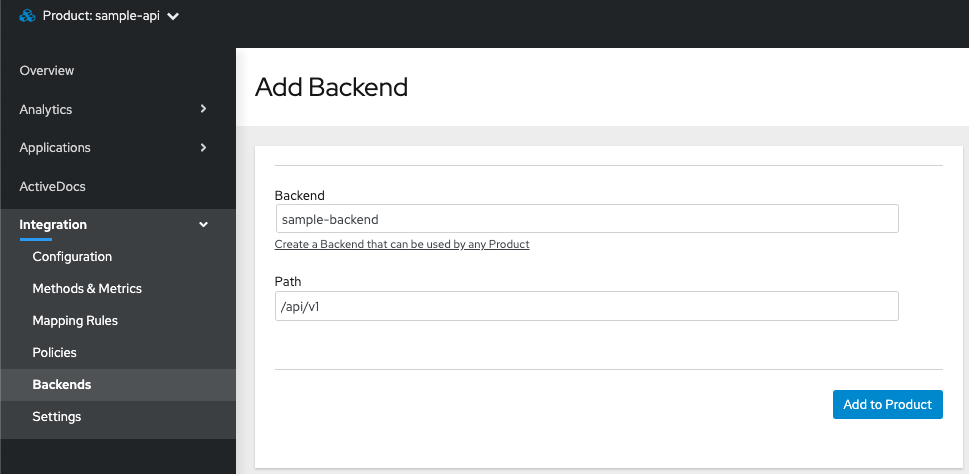 Product: sample-api
Overview
Analytics
Applications
ActiveDocs
Integration
Configuration
Methods & Metrics
Mapping Rules
Policies
Backends
Settings
Add Backend
Backend
sample-backend
Create a Backend that can be used by any Product
Path
/api/v1
Add to Product